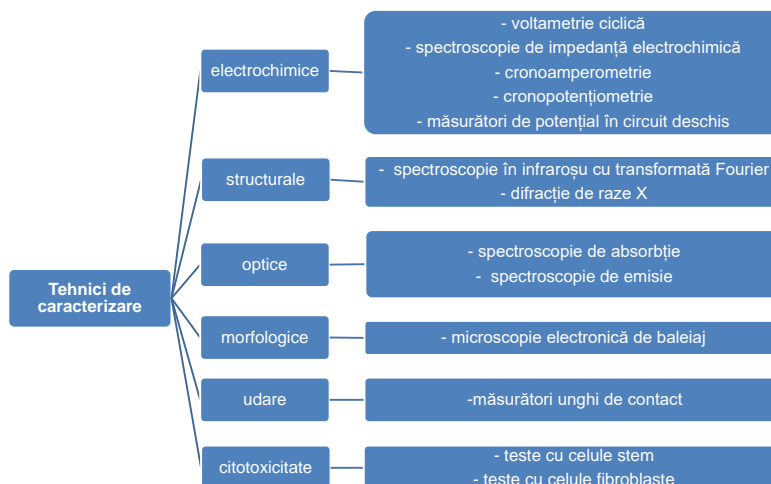 Tehnici de
caracterizare
electrochimice
- voltametrie ciclică
- spectroscopie de impedanță electrochimică
- cronoamperometrie
- cronopotențiometrie
- măsurători de potențial în circuit deschis
structurale
- spectroscopie în infraroșu cu transformată Fourier
- difracție de raze X
optice
- spectroscopie de absorbție
- spectroscopie de emisie
morfologice
- microscopie electronică de baleiaj
udare
-măsurători unghi de contact
citotoxicitate
- teste cu celule stem
- teste cu celule fibroblaste